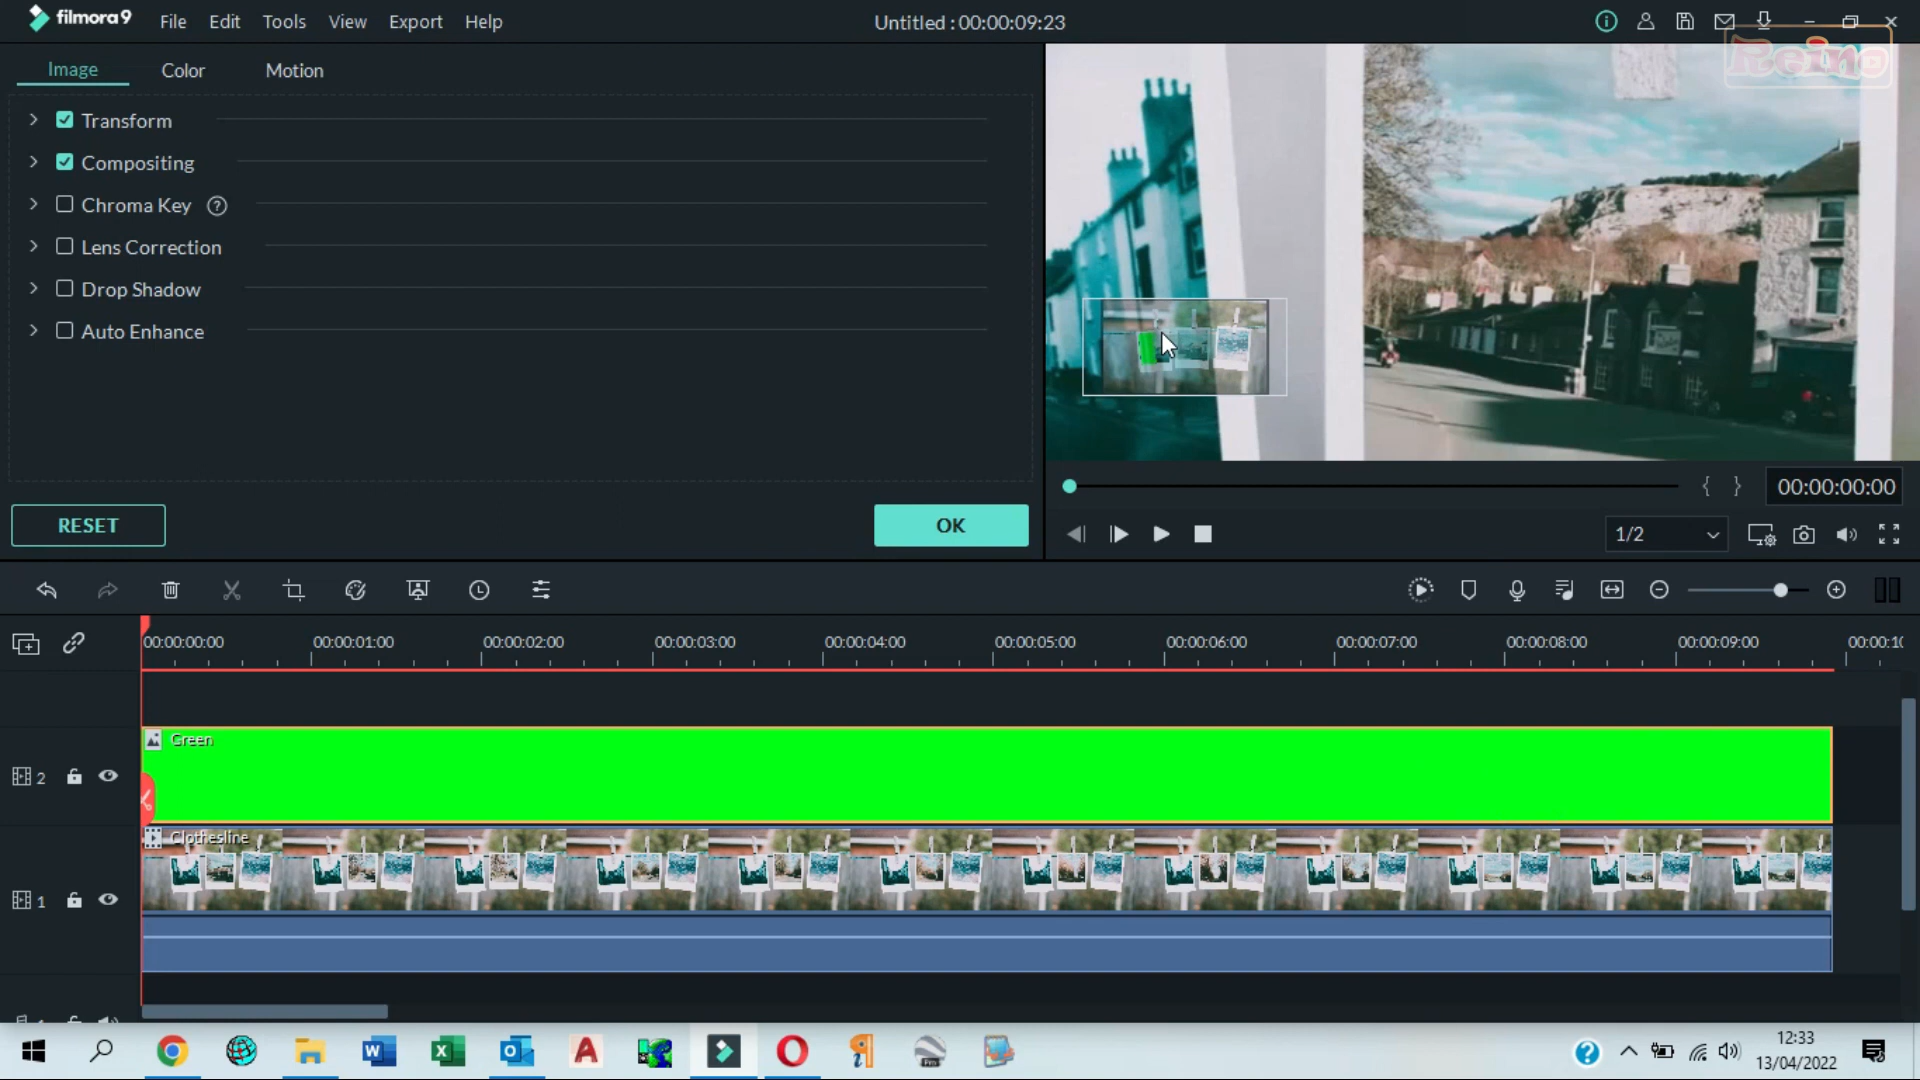 filmora9 File Edit Tools View Export Help Untitled : 00:00:09:23
Reino
Image Color Motion
Transform
Compositing
Chroma Key ?
Lens Correction
Drop Shadow
Auto Enhance
RESET OK
{ } 00:00:00:00
1/2
00:00:00:00 00:00:01:00 00:00:02:00 00:00:03:00 00:00:04:00 00:00:05:00 00:00:06:00 00:00:07:00 00:00:08:00 00:00:09:00 00:00:10
Green
2
Clothesline
1
12:33
13/04/2022